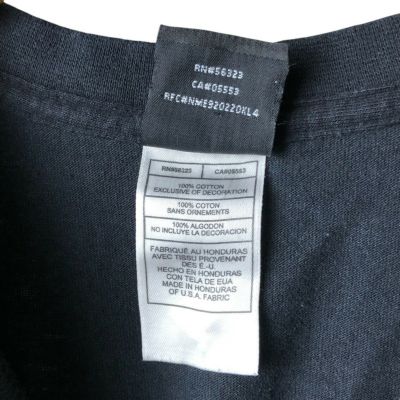 RN#56323
CA#05553
RFC#NME920220KL4
RN#56323 CA#05553
100% COTTON
EXCLUSIVE OF DECORATION
100% COTON
SANS ORNEMENTS
100% ALGODON
NO INCLUYE LA DECORACION
FABRIQUÉ AU HONDURAS
AVEC TISSU PROVENANT
DES É.-U.
HECHO EN HONDURAS
CON TELA DE EUA
MADE IN HONDURAS
OF U.S.A. FABRIC